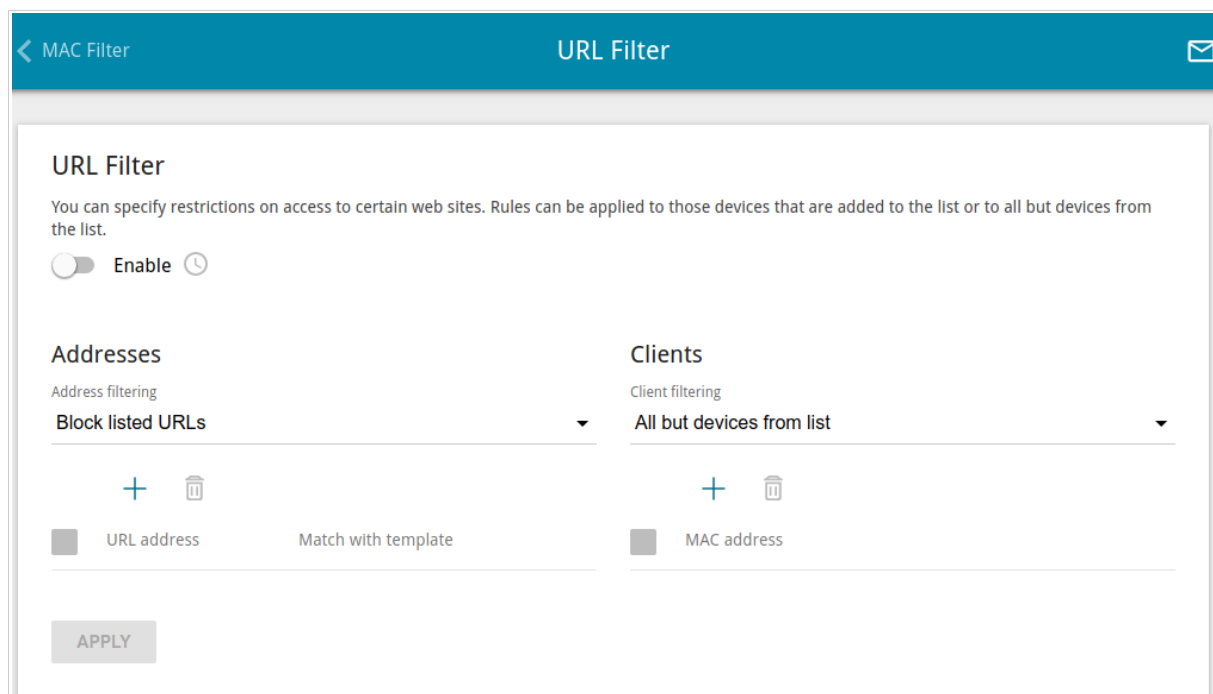 MAC Filter
URL Filter
URL Filter
You can specify restrictions on access to certain web sites. Rules can be applied to those devices that are added to the list or to all but devices from
the list.
Enable
Addresses
Address filtering
Block listed URLs
URL address Match with template
Clients
Client filtering
All but devices from list
MAC address
APPLY